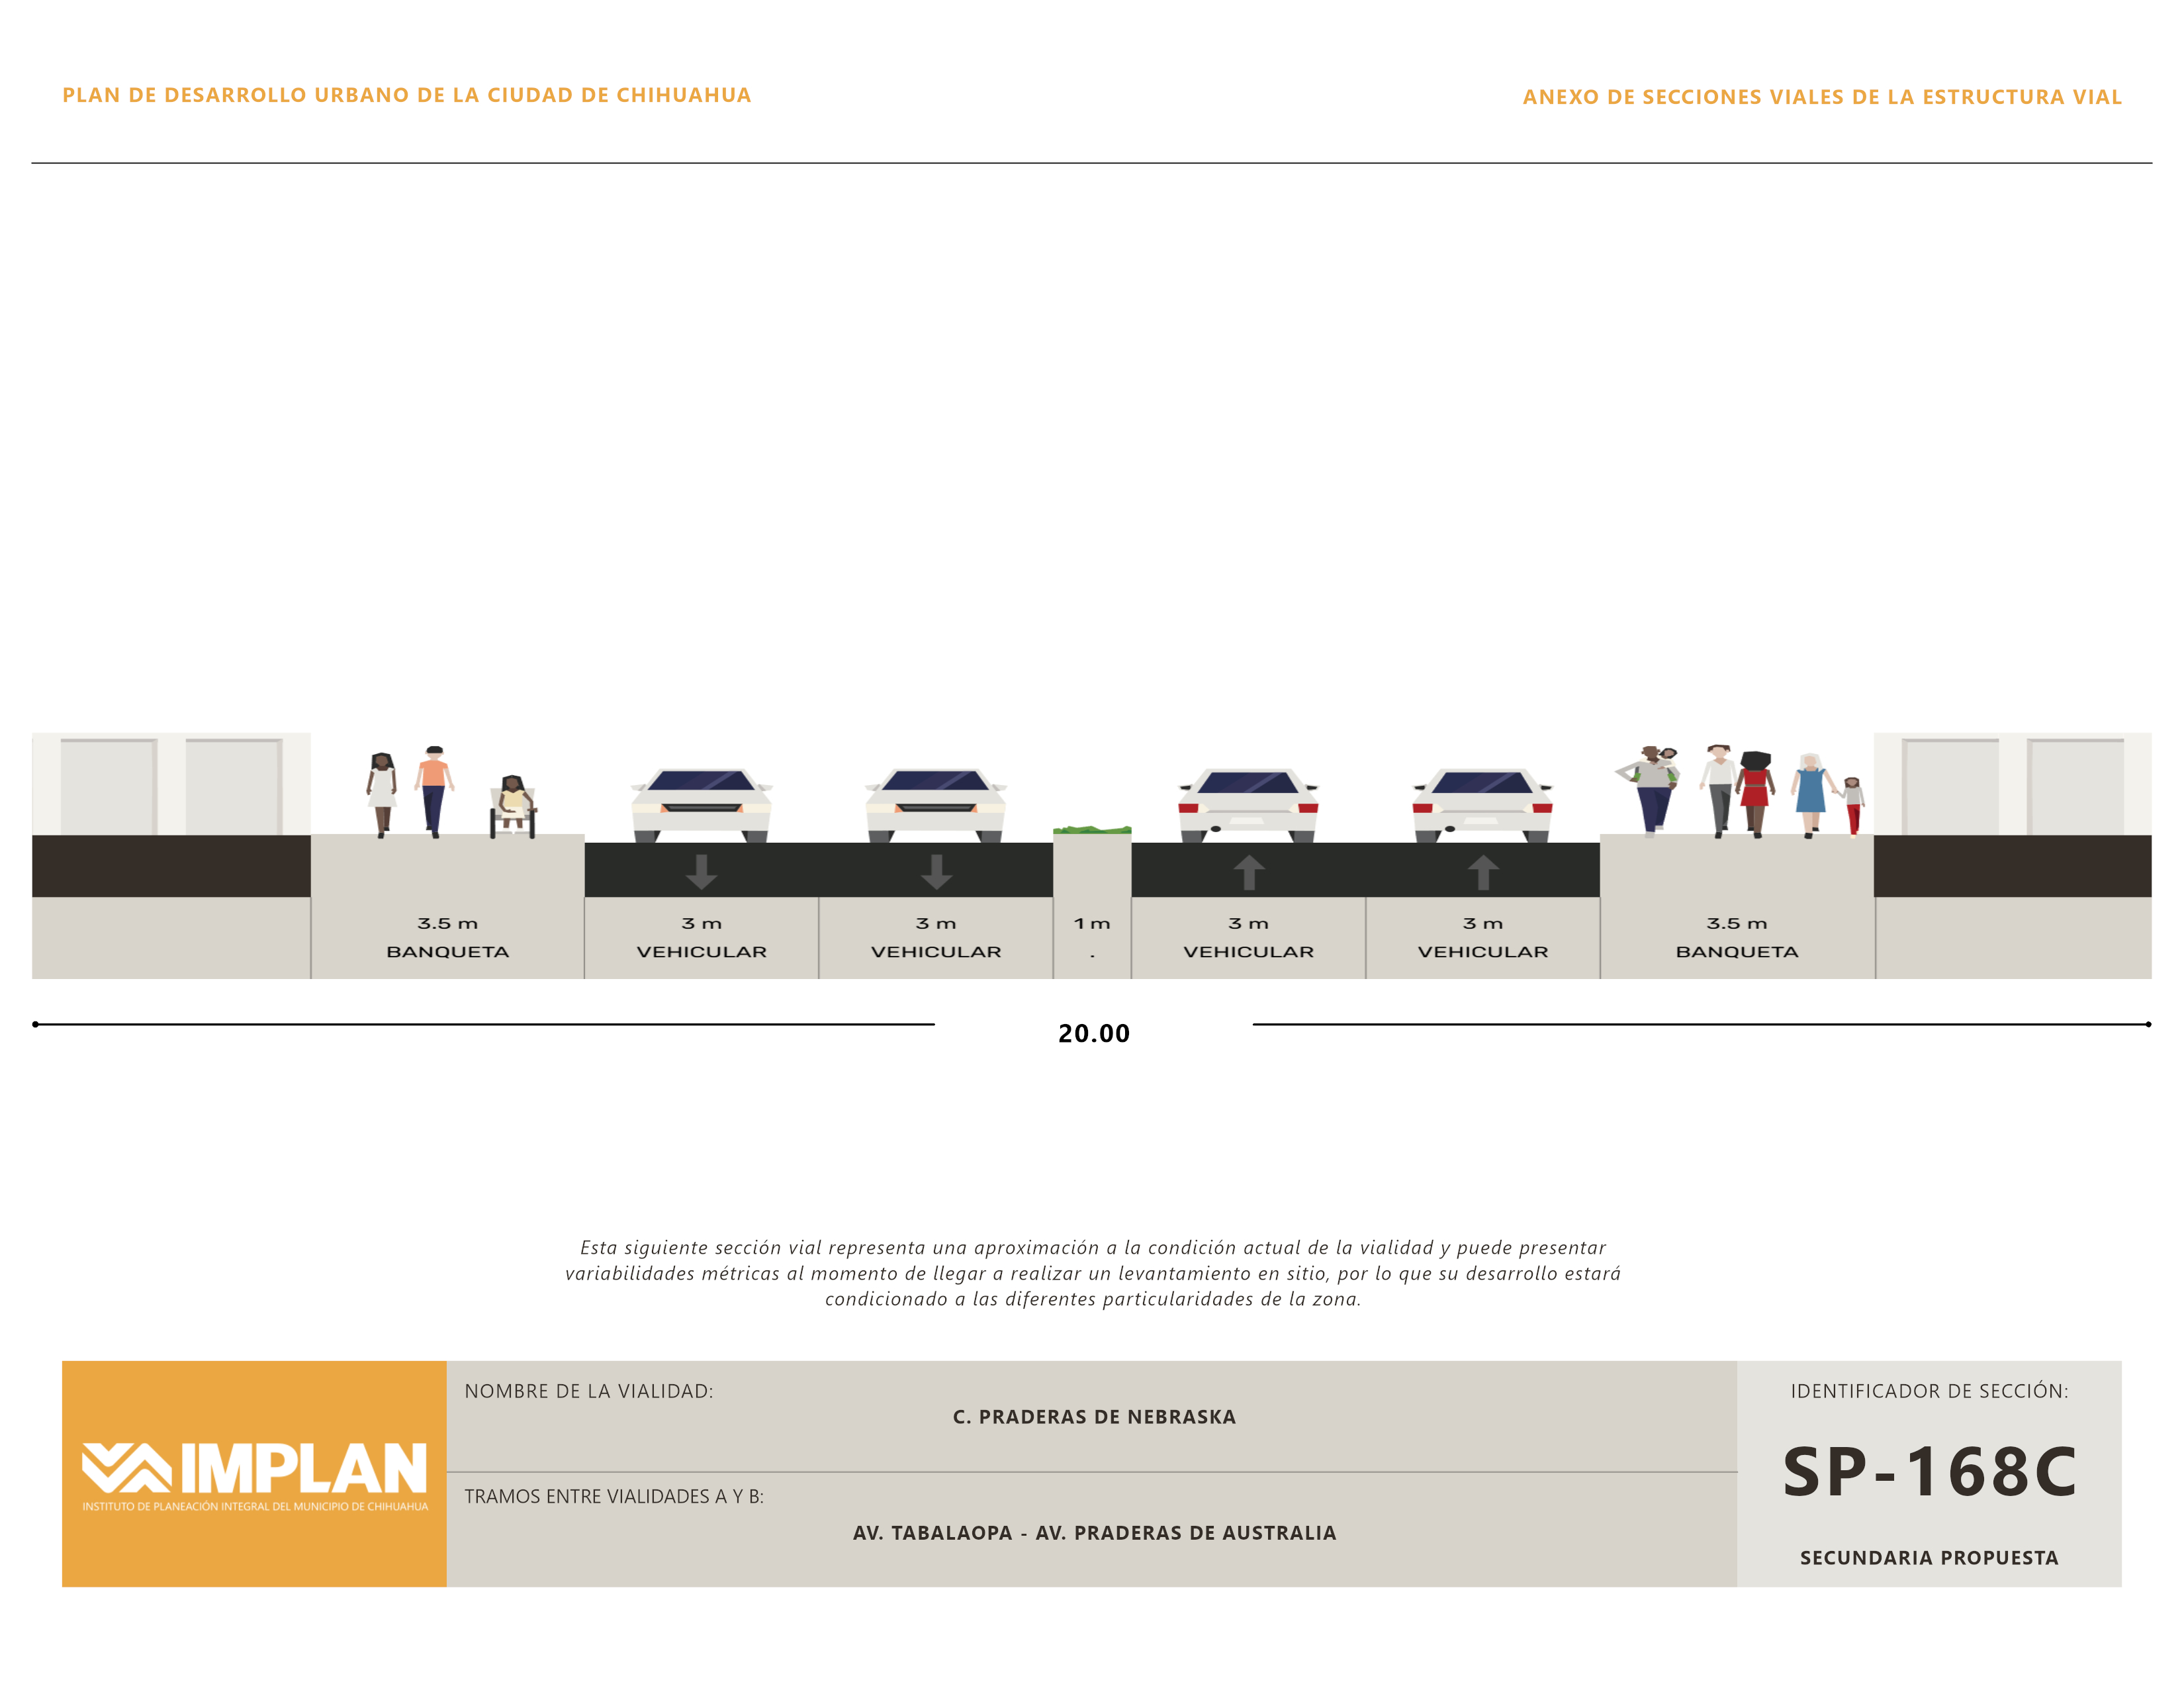 PLAN DE DESARROLLO URBANO DE LA CIUDAD DE CHIHUAHUA
ANEXO DE SECCIONES VIALES DE LA ESTRUCTURA VIAL
3.5 m
BANQUETA
3 m
VEHICULAR
3 m
VEHICULAR
1 m
.
3 m
VEHICULAR
3 m
VEHICULAR
3.5 m
BANQUETA
20.00
Esta siguiente sección vial representa una aproximación a la condición actual de la vialidad y puede presentar
variabilidades métricas al momento de llegar a realizar un levantamiento en sitio, por lo que su desarrollo estará
condicionado a las diferentes particularidades de la zona.
IMPLAN
INSTITUTO DE PLANEACIÓN INTEGRAL DEL MUNICIPIO DE CHIHUAHUA
NOMBRE DE LA VIALIDAD:
C. PRADERAS DE NEBRASKA
TRAMOS ENTRE VIALIDADES A Y B:
AV. TABALAOPA - AV. PRADERAS DE AUSTRALIA
IDENTIFICADOR DE SECCIÓN:
SP-168C
SECUNDARIA PROPUESTA